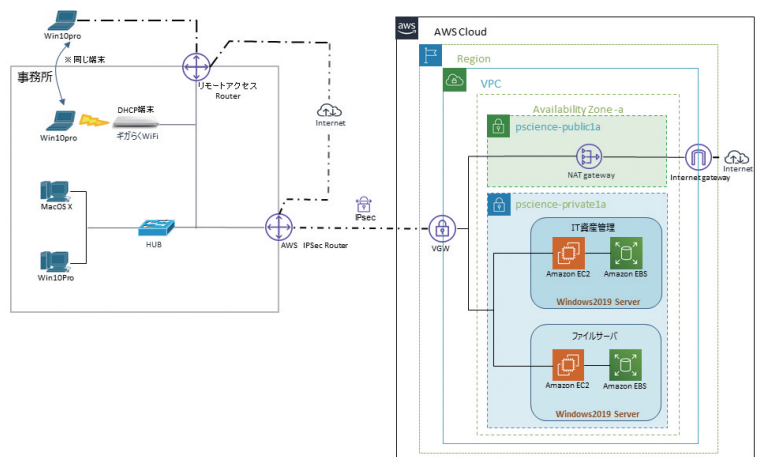 Win10pro
※ 同じ端末
事務所
リモートアクセス
Router
DHCP端末
Win10pro
ギガらくWiFi
Internet
MacOS X
HUB
Win10Pro
AWS IPSec Router
IPsec
aws
AWS Cloud
Region
VPC
Availability Zone -a
pscience-public1a
NAT gateway
Internet gateway
Internet
pscience-private1a
VGW
IT資産管理
Amazon EC2
Amazon EBS
Windows2019 Server
ファイルサーバ
Amazon EC2
Amazon EBS
Windows2019 Server